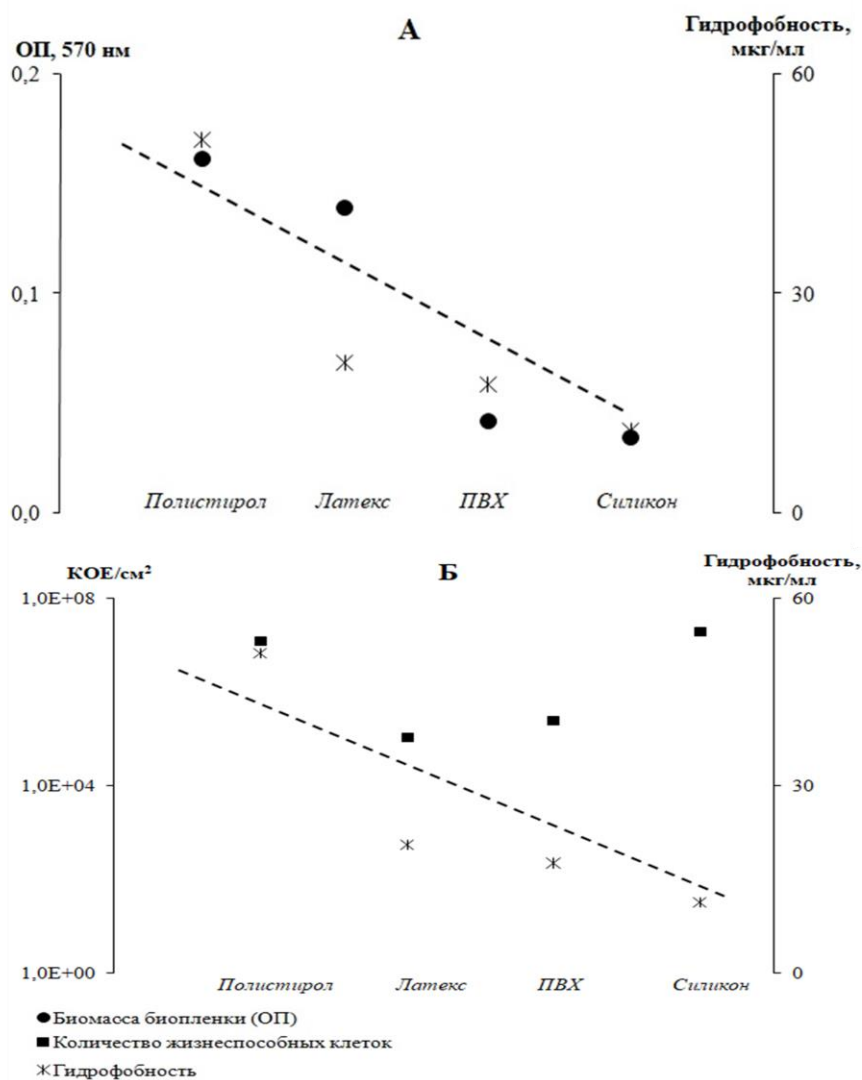 А
ОП, 570 нм
Гидрофобность,
мкг/мл
0,2
60
0,1
30
Полистирол Латекс ПВХ Силикон
0,0
0
КОЕ/см²
Б
Гидрофобность,
мкг/мл
1,0E+08
60
1,0E+04
30
1,0E+00
0
Полистирол Латекс ПВХ Силикон
Биомасса биопленки (ОП)
Количество жизнеспособных клеток
Гидрофобность